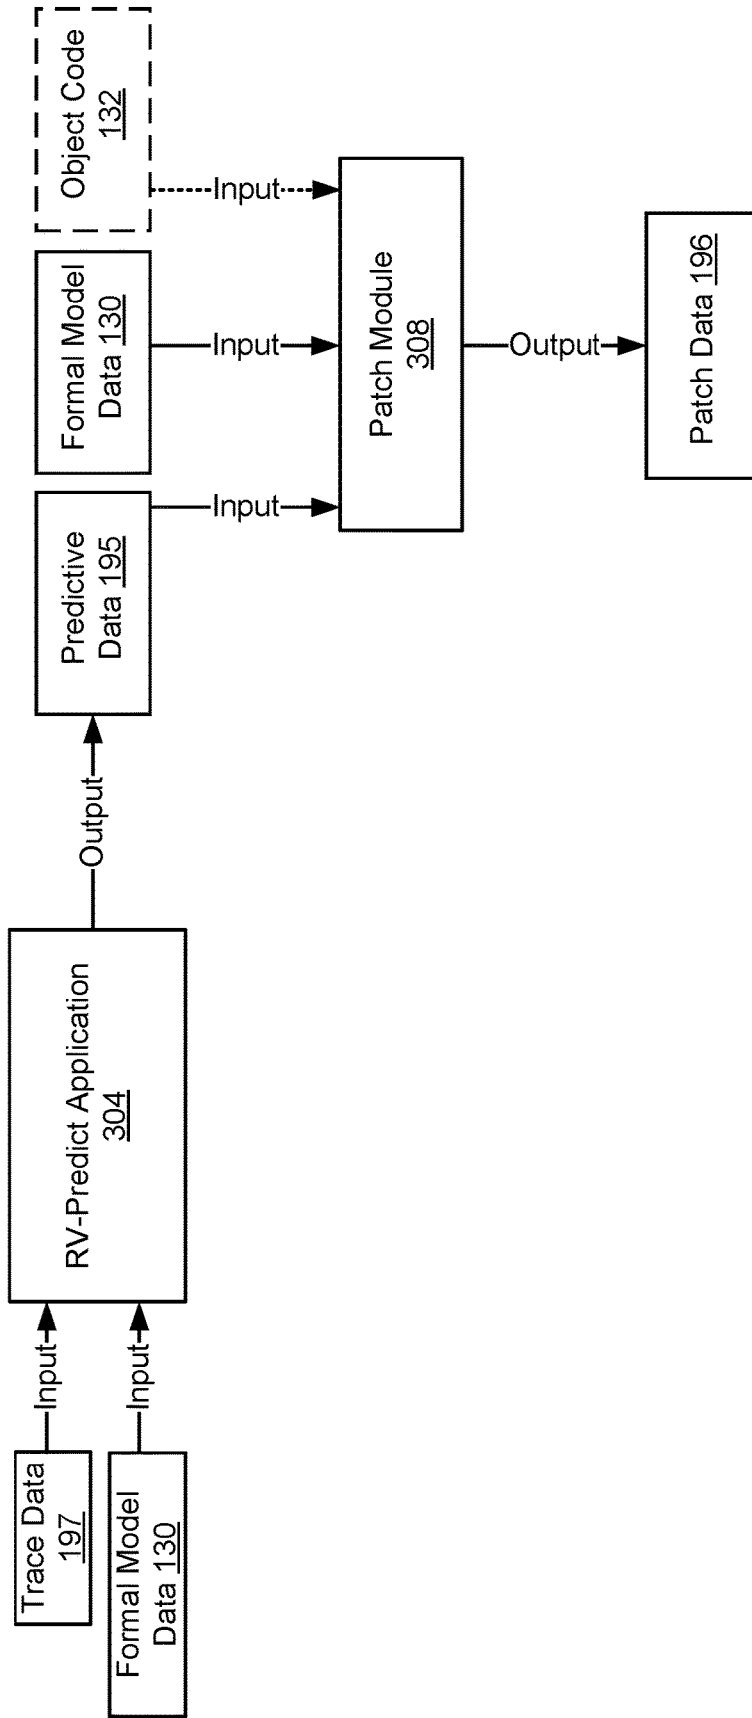 Trace Data
197
Formal Model
Data 130
Input
Input
RV-Predict Application
304
Output
Predictive
Data 195
Formal Model
Data 130
Object Code
132
Input
Input
Input
Patch Module
308
Output
Patch Data 196